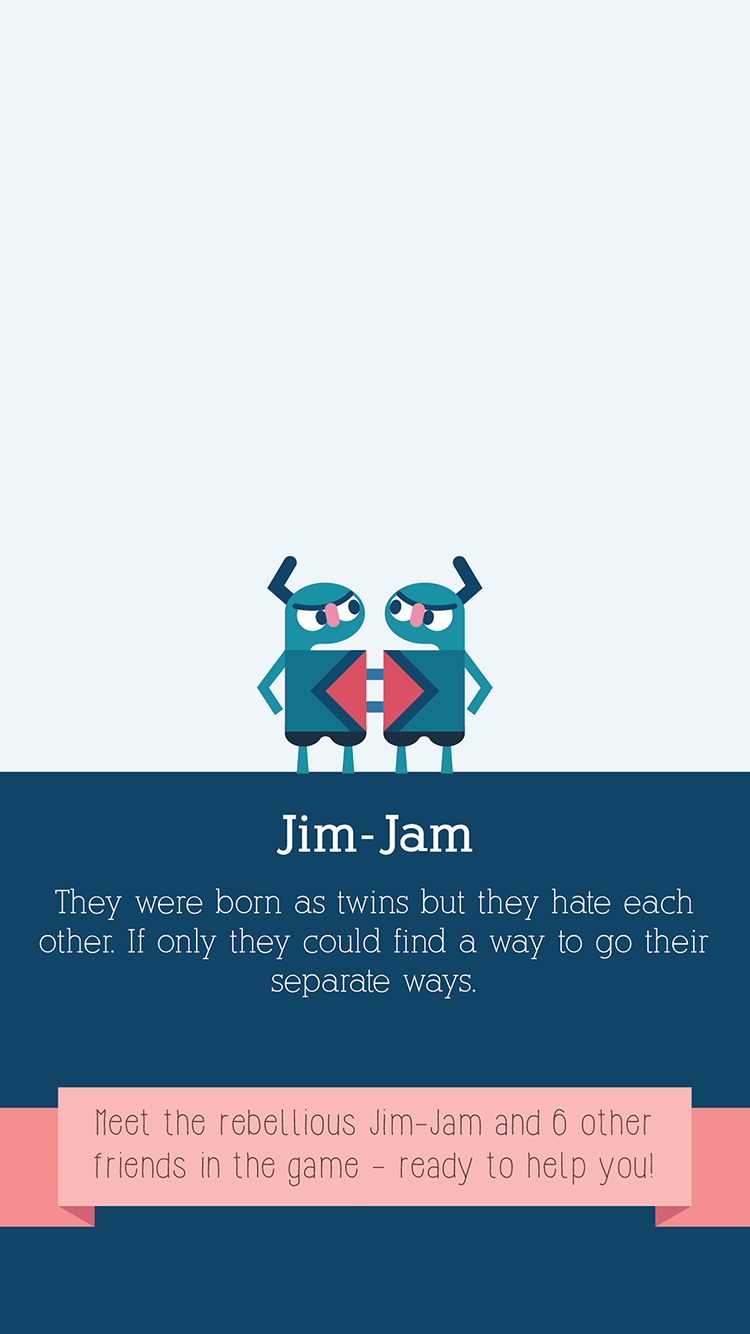 Jim-Jam
They were born as twins but they hate each
other. If only they could find a way to go their
separate ways.
Meet the rebellious Jim-Jam and 6 other
friends in the game - ready to help you!